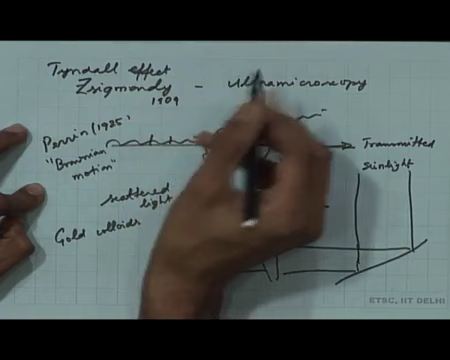 Tyndall effect
Zsigmondy - Ultramicroscopy
1909
Perrin (1925
"Brownian
motion"
Transmitted
sunlight
scattered
light
Gold colloids
ETSC, IIT DELHI